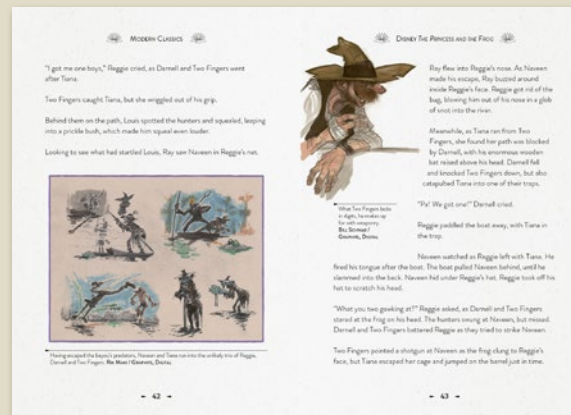 MODERN CLASSICS
"I got me one boys," Reggie cried, as Darnell and Two Fingers went
after Tiana.
Two Fingers caught Tiana, but she wriggled out of his grip.
Behind them on the path, Louis spotted the hunters and squealed, leaping
into a prickle bush, which made him squeal even louder.
Looking to see what had startled Louis, Ray saw Naveen in Reggie's net.
Having escaped the bayou's predators, Naveen and Tiana run into the unlikely trio of Reggie,
Darnell and Two Fingers. / GRAPHITE, DIGITAL
42
DISNEY THE PRINCESS AND THE FROG
Ray flew into Reggie's nose. As Naveen
made his escape, Ray buzzed around
inside Reggie's face. Reggie got rid of the
bug, blowing him out of his nose in a glob
of snot into the river.
Meanwhile, as Tiana ran from Two
Fingers, she found her path was blocked
by Darnell, with his enormous wooden
bat raised above his head. Darnell fell
and knocked Two Fingers down, but also
catapulted Tiana into one of their traps.
"Pa! We got one!" Darnell cried.
Reggie paddled the boat away, with Tiana in
the trap.
What Two Fingers lacks
in digits, he makes up
for with weaponry.
BILL SCHWAB /
GRAPHITE, DIGITAL
Naveen watched as Reggie left with Tiana. He
fired his tongue after the boat. The boat pulled Naveen behind, until he
slammed into the back. Naveen hid under Reggie's hat. Reggie took off his
hat to scratch his head.
"What you two gawking at?" Reggie asked, as Darnell and Two Fingers
stared at the frog on his head. The hunters swung at Naveen, but missed.
Darnell and Two Fingers battered Reggie as they tried to strike Naveen.
Two Fingers pointed a shotgun at Naveen as the frog clung to Reggie's
face, but Tiana escaped her cage and jumped on the barrel just in time.
43